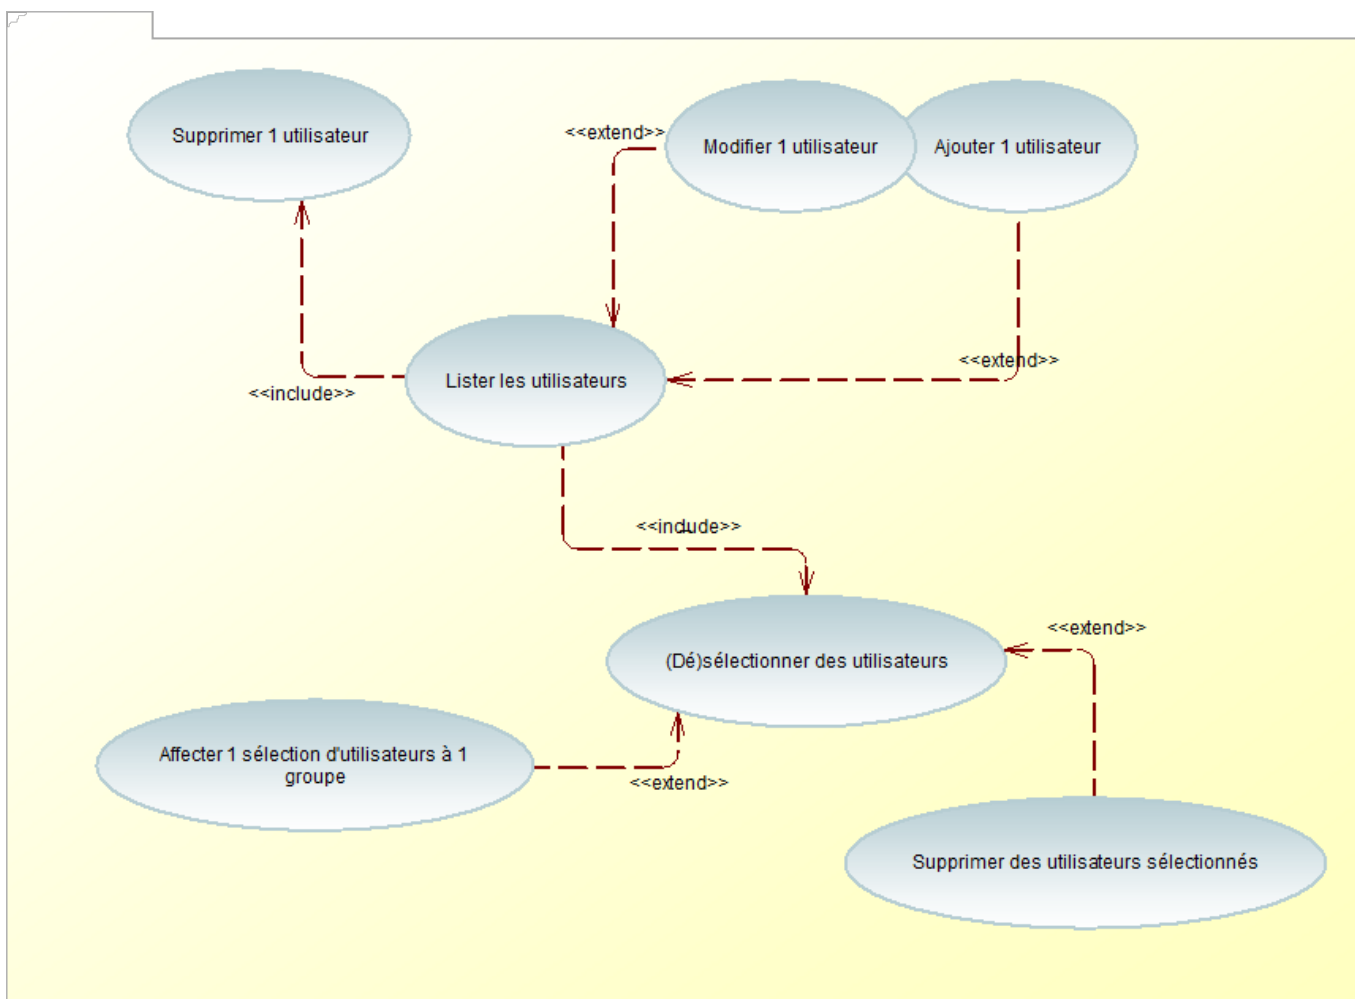 Supprimer 1 utilisateur
<<extend>>
Modifier 1 utilisateur
Ajouter 1 utilisateur
<<extend>>
Lister les utilisateurs
<<include>>
<<include>>
<<extend>>
(Dé)sélectionner des utilisateurs
Affecter 1 sélection d'utilisateurs à 1
groupe
<<extend>>
Supprimer des utilisateurs sélectionnés